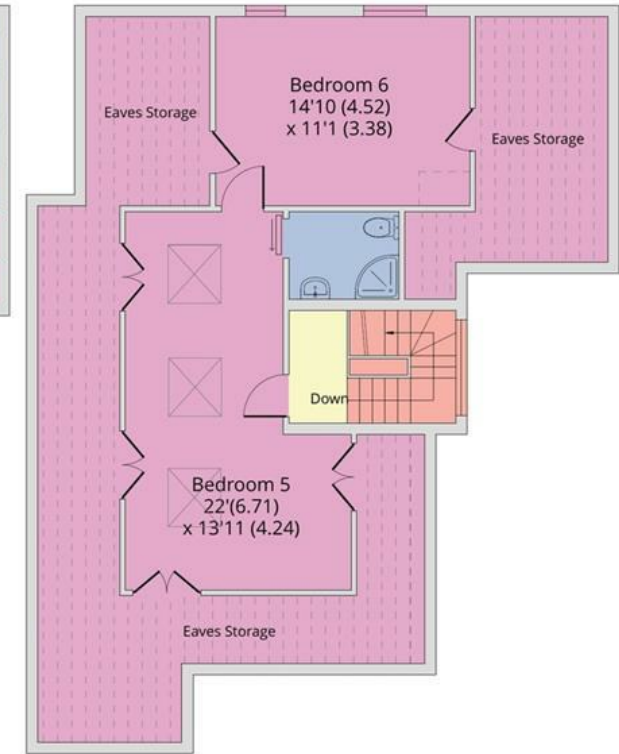 Bedroom 6
14'10 (4.52)
x 11'1 (3.38)
Eaves Storage
Eaves Storage
Down
Bedroom 5
22'(6.71)
x 13'11 (4.24)
Eaves Storage